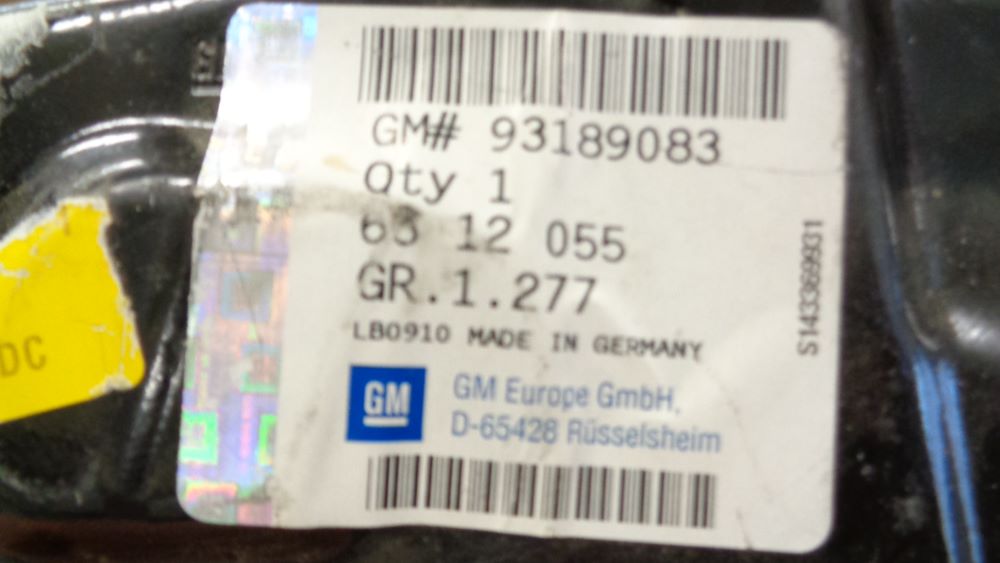 GM# 93189083
Qty 1
63 12 055
GR.1.277
LB0910 MADE IN GERMANY
GM
GM Europe GmbH,
D-65428 Rüsselsheim
S143369931
DC